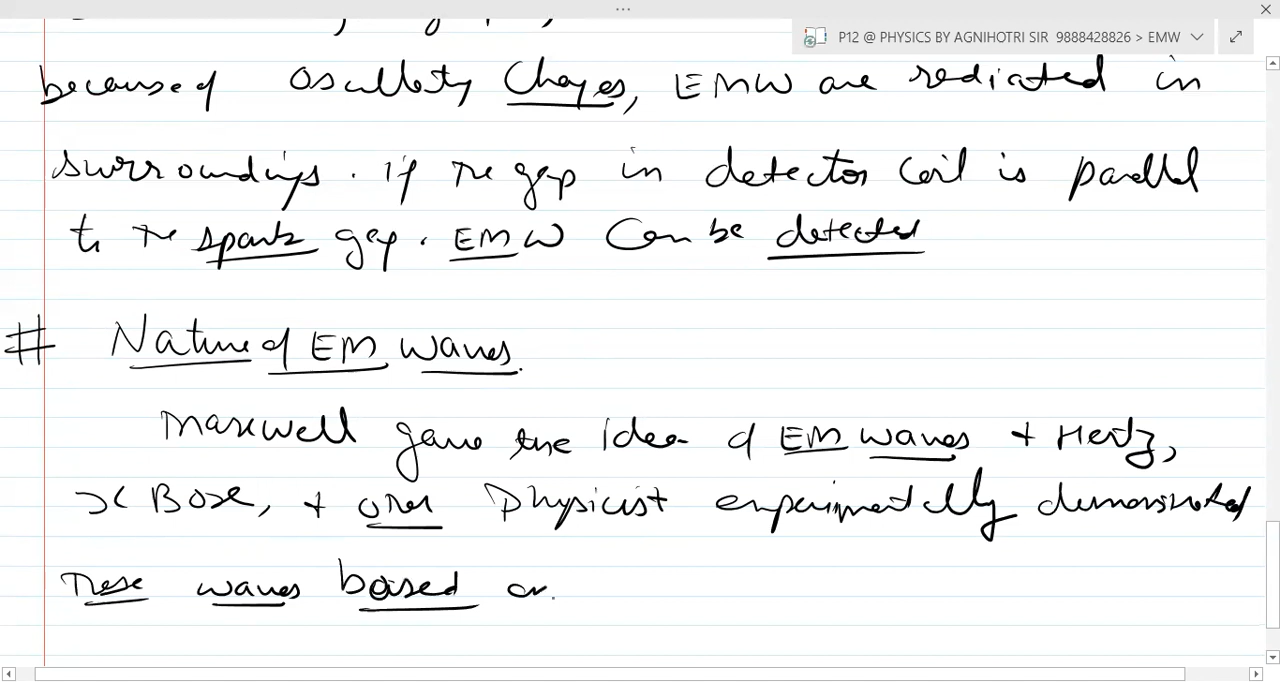 P12 @ PHYSICS BY AGNIHOTRI SIR 9888428826 > EMW
because of Charges, EMW are radiated in
surroundings. if the gap in detector coil is parallel
to the spark gap. EMW can be detected
# Nature of EM waves.
Maxwell gave the idea of EM waves + Hertz,
Bose, + other Physicist experimentally demonstrated
These waves based on.